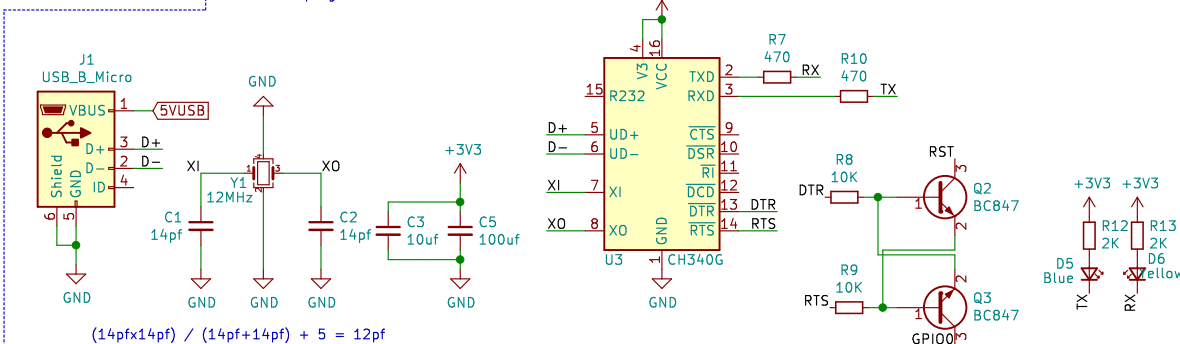 J1
USB_B_Micro
VBUS
1
5VUSB
D+
3
D+
D-
2
D-
ID
4
Shield
GND
6
5
GND
GND
XI
1
3
XO
2
Y1
12MHz
C1
14pf
C2
14pf
GND
GND
GND
+3V3
C3
10uf
C5
100uf
GND
(14pfx14pf) / (14pf+14pf) + 5 = 12pf
4
16
V3
VCC
15
R232
TXD
2
RXD
3
R7
470
RX
R10
470
TX
D+
5
UD+
D-
6
UD-
XI
7
XI
XO
8
XO
CTS
9
DSR
10
RI
11
DCD
12
DTR
13
DTR
RTS
14
RTS
GND
1
U3
CH340G
GND
R8
10K
DTR
RST
3
1
2
Q2
BC847
R9
10K
RTS
2
1
3
Q3
BC847
GPIO0
+3V3
+3V3
R12
2K
R13
2K
D5
Blue
D6
Yellow
TX
RX